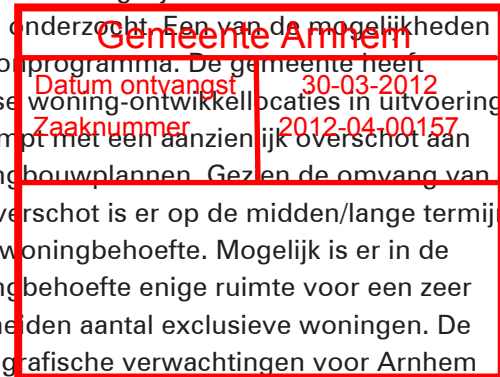 onderzocht. Een van de mogelijkheden
Gemeente Arnhem
onprogramma. De gemeente heeft
Datum ontvangst 30-03-2012
se woning-ontwikkellocaties in uitvoering
Zaaknummer 2012-04-00157
mpt met een aanzienlijk overschot aan
ngbouwplannen. Gezien de omvang van
verschot is er op de midden/lange termijn
woningbehoefte. Mogelijk is er in de
ngbehoefte enige ruimte voor een zeer
heiden aantal exclusieve woningen. De
grafische verwachtingen voor Arnhem